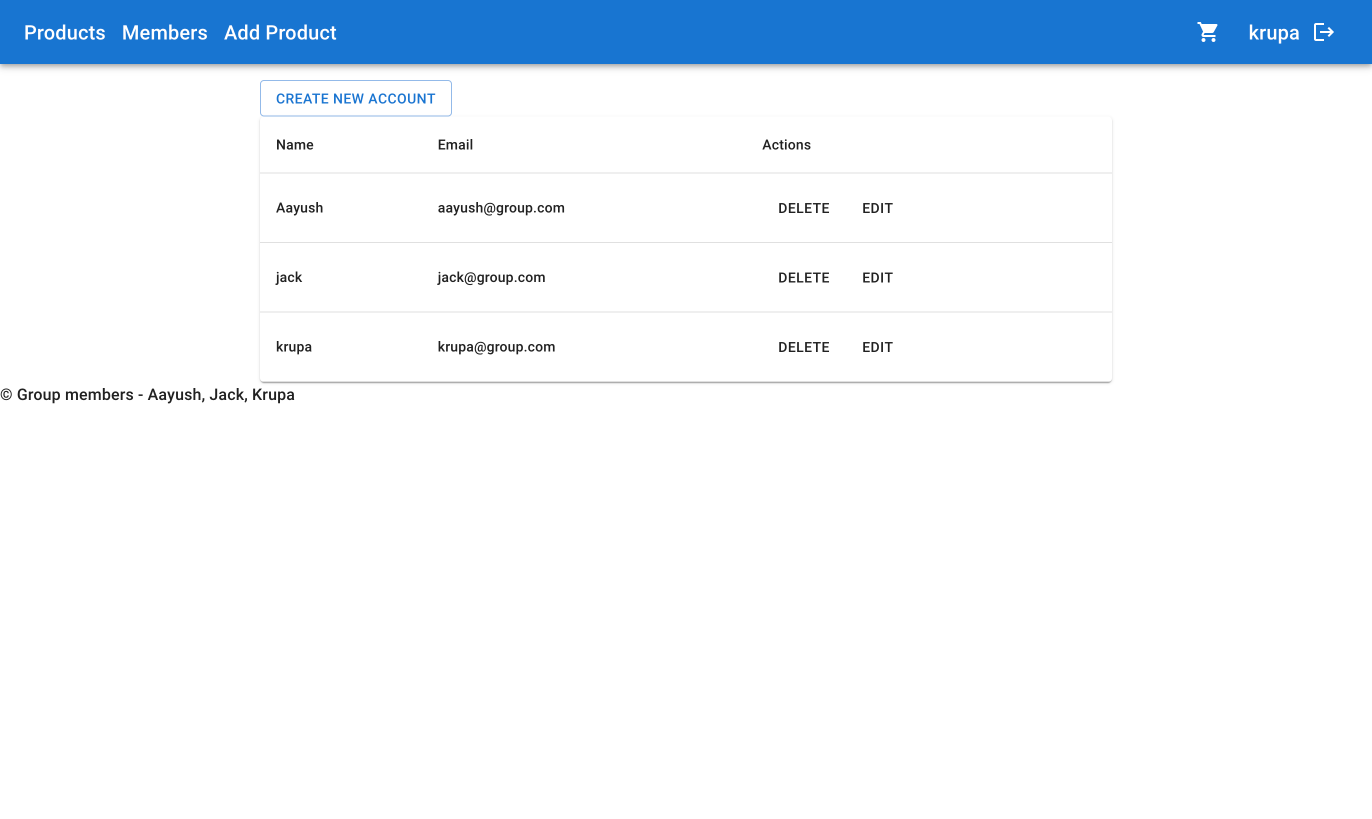 Products Members Add Product krupa
CREATE NEW ACCOUNT
Name Email Actions
Aayush aayush@group.com DELETE EDIT
jack jack@group.com DELETE EDIT
krupa krupa@group.com DELETE EDIT
© Group members - Aayush, Jack, Krupa